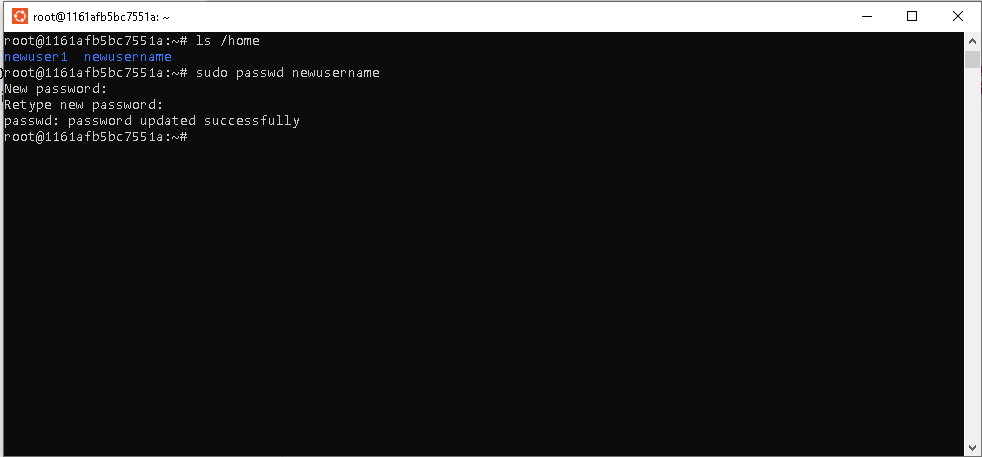 root@1161afb5bc7551a: ~
root@1161afb5bc7551a:~# ls /home
newuser1  newusername
root@1161afb5bc7551a:~# sudo passwd newusername
New password:
Retype new password:
passwd: password updated successfully
root@1161afb5bc7551a:~#